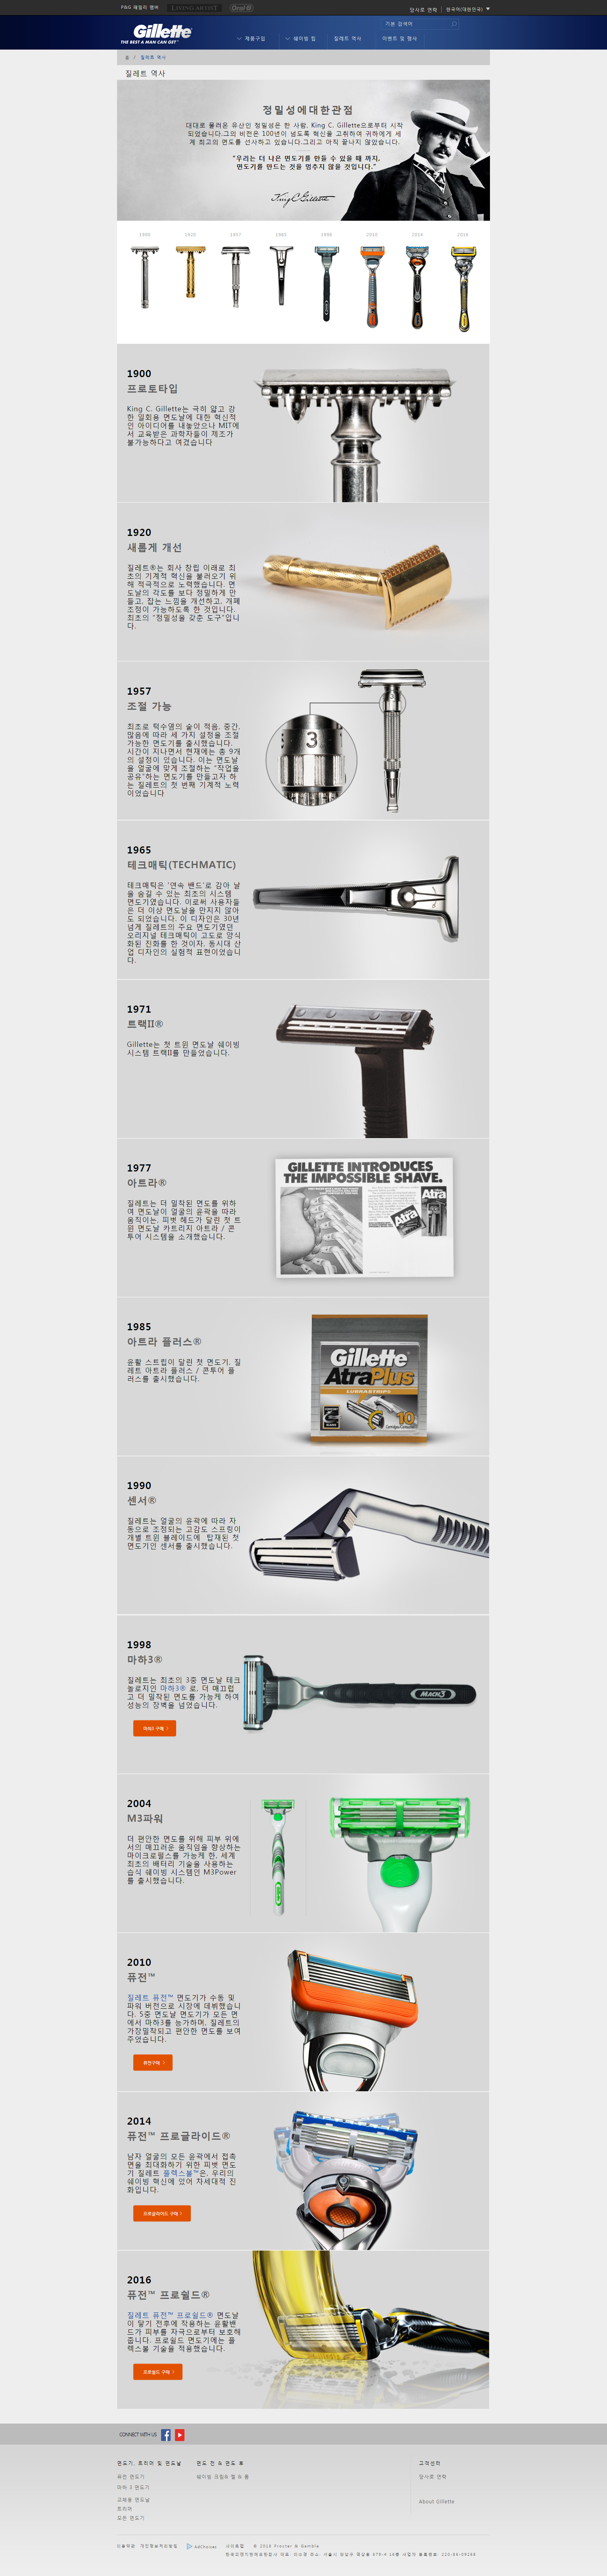 P&G 패밀리 멤버
LIVING ARTIST
Oral-B
당사로 연락
한국어(대한민국)
Gillette
THE BEST A MAN CAN GET
기본 검색어
제품구입
쉐이빙 팁
질레트 역사
이벤트 및 행사
홈 / 질레트 역사
질레트 역사
정밀성에대한관점
대대로 물려온 유산인 정밀성은 한 사람, King C. Gillette으로부터 시작
되었습니다.그의 비전은 100년이 넘도록 혁신을 고취하여 귀하에게 세
계 최고의 면도를 선사하고 있습니다.그리고 아직 끝나지 않았습니다.
"우리는 더 나은 면도기를 만들 수 있을 때 까지,
면도기를 만드는 것을 멈추지 않을 것입니다."
King C Gillette
1900 1920 1957 1965 1998 2010 2014 2016
1900
프로토타입
King C. Gillette는 극히 얇고 강
한 일회용 면도날에 대한 혁신적
인 아이디어를 내놓았으나 MIT에
서 교육받은 과학자들이 제조가
불가능하다고 여겼습니다
1920
새롭게 개선
질레트®는 회사 창립 이래로 최
초의 기계적 혁신을 불러오기 위
해 적극적으로 노력했습니다. 면
도날의 각도를 보다 정밀하게 만
들고, 잡는 느낌을 개선하고, 개폐
조정이 가능하도록 한 것입니다.
최초의 "정밀성을 갖춘 도구"입니
다.
1957
조절 가능
최초로 턱수염의 숱이 적음, 중간,
많음에 따라 세 가지 설정을 조절
가능한 면도기를 출시했습니다.
시간이 지나면서 현재에는 총 9개
의 설정이 있습니다. 이는 면도날
을 얼굴에 맞게 조절하는 "작업을
공유"하는 면도기를 만들고자 하
는 질레트의 첫 번째 기계적 노력
이었습니다
3
1965
테크매틱(TECHMATIC)
테크매틱은 '연속 밴드'로 감아 날
을 숨길 수 있는 최초의 시스템
면도기였습니다. 이로써 사용자들
은 더 이상 면도날을 만지지 않아
도 되었습니다. 이 디자인은 30년
넘게 질레트의 주요 면도기였던
오리지널 테크매틱이 고도로 양식
화된 진화를 한 것이자, 동시대 산
업 디자인의 실험적 표현이었습니
다.
1971
트랙II®
Gillette는 첫 트윈 면도날 쉐이빙
시스템 트랙II를 만들었습니다.
1977
아트라®
질레트는 더 밀착된 면도를 위하
여 면도날이 얼굴의 윤곽을 따라
움직이는, 피벗 헤드가 달린 첫 트
윈 면도날 카트리지 아트라 / 콘
투어 시스템을 소개했습니다.
GILLETTE INTRODUCES
THE IMPOSSIBLE SHAVE.
Atra
Atra
1985
아트라 플러스®
윤활 스트립이 달린 첫 면도기, 질
레트 아트라 플러스 / 콘투어 플
러스를 출시했습니다.
Gillette
AtraPlus
LUBRASTRIPS
10
1990
센서®
질레트는 얼굴의 윤곽에 따라 자
동으로 조정되는 고감도 스프링이
개별 트윈 블레이드에 탑재된 첫
면도기인 센서를 출시했습니다.
1998
마하3®
질레트는 최초의 3중 면도날 테크
놀로지인 마하3® 로, 더 매끄럽
고 더 밀착된 면도를 가능케 하여
성능의 장벽을 넘었습니다.
마하3 구매
MACH3
2004
M3파워
더 편안한 면도를 위해 피부 위에
서의 매끄러운 움직임을 향상하는
마이크로펄스를 가능케 한, 세계
최초의 배터리 기술을 사용하는
습식 쉐이빙 시스템인 M3Power
를 출시했습니다.
2010
퓨전™
질레트 퓨전™ 면도기가 수동 및
파워 버전으로 시장에 데뷔했습니
다. 5중 면도날 면도기가 모든 면
에서 마하3를 능가하며, 질레트의
가장밀착되고 편안한 면도를 보여
주었습니다.
퓨전구매
2014
퓨전™ 프로글라이드®
남자 얼굴의 모든 윤곽에서 접촉
면을 최대화하기 위한 피벗 면도
기 질레트 플렉스볼™은, 우리의
쉐이빙 혁신에 있어 차세대적 진
화입니다.
프로글라이드 구매
2016
퓨전™ 프로쉴드®
질레트 퓨전™ 프로쉴드® 면도날
이 닿기 전후에 작용하는 윤활밴
드가 피부를 자극으로부터 보호해
줍니다. 프로쉴드 면도기에는 플
렉스볼 기술을 적용했습니다.
프로쉴드 구매
CONNECT WITH US
면도기, 트리머 및 면도날
퓨전 면도기
마하 3 면도기
교체용 면도날
트리머
모든 면도기
면도 전 & 면도 후
쉐이빙 크림& 젤 & 폼
고객센터
당사로 연락
About Gillette
이용약관 개인정보처리방침 AdChoices 사이트맵 © 2018 Procter & Gamble